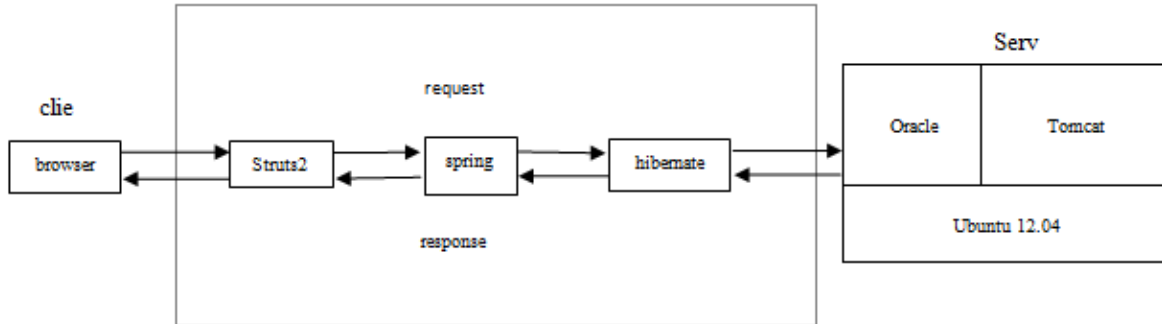 Serv
clie
request
Oracle
Tomcat
browser
Struts2
spring
hibernate
Ubuntu 12.04
response